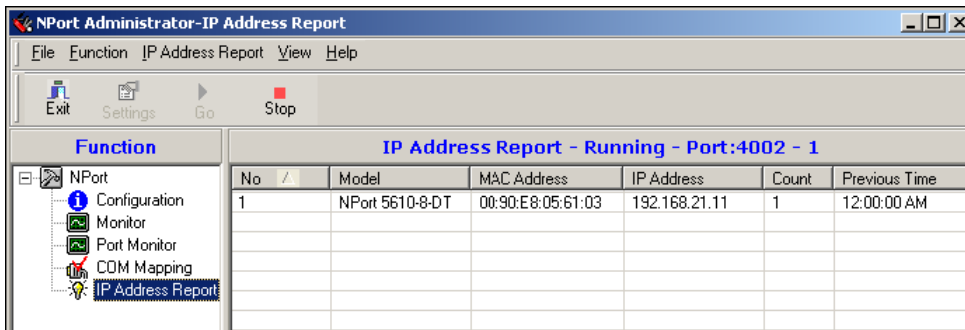 NPort Administrator-IP Address Report
File Function IP Address Report View Help
Exit Settings Go Stop
Function
IP Address Report - Running - Port:4002 - 1
NPort
Configuration
Monitor
Port Monitor
COM Mapping
IP Address Report
No Model MAC Address IP Address Count Previous Time
1 NPort 5610-8-DT 00:90:E8:05:61:03 192.168.21.11 1 12:00:00 AM